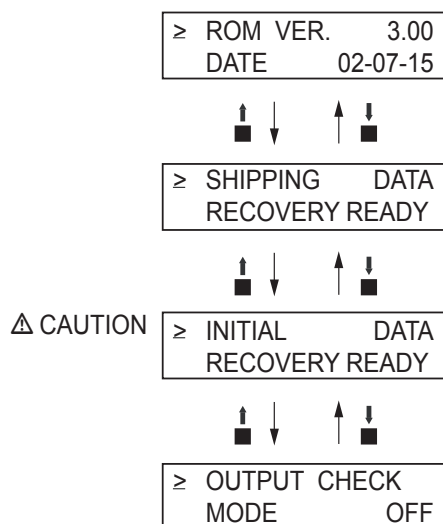 ≥ ROM VER. 3.00
DATE 02-07-15
≥ SHIPPING DATA
RECOVERY READY
⚠ CAUTION
≥ INITIAL DATA
RECOVERY READY
≥ OUTPUT CHECK
MODE OFF